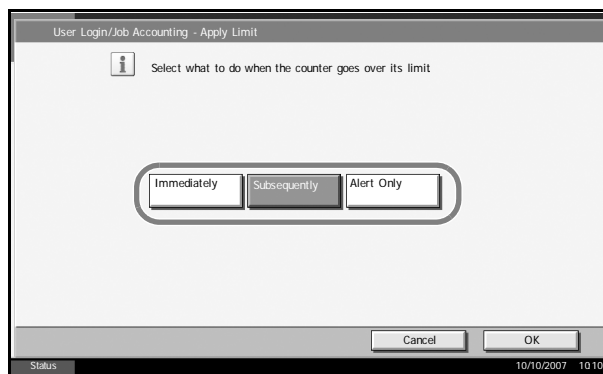 User Login/Job Accounting - Apply Limit
Select what to do when the counter goes over its limit
Immediately Subsequently Alert Only
Cancel OK
Status 10/10/2007 10:10